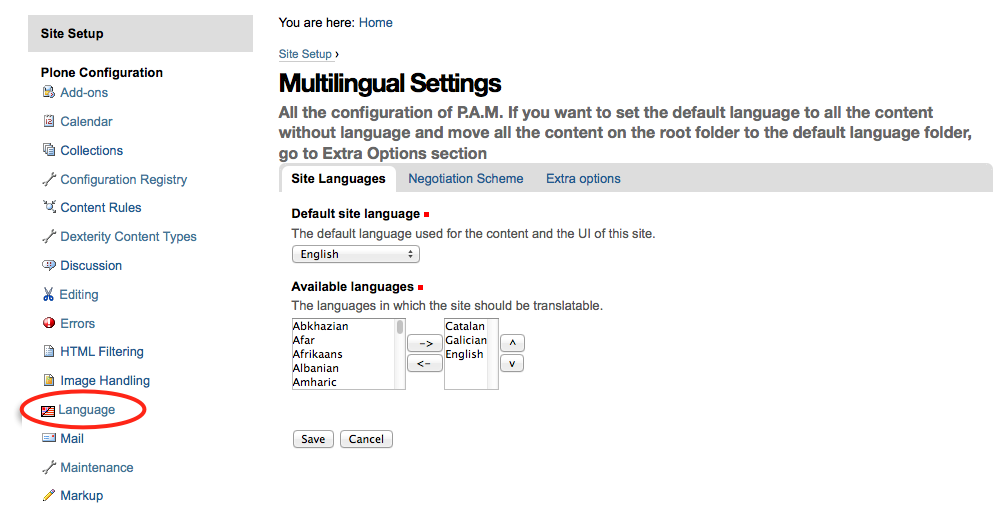 Site Setup
Plone Configuration
Add-ons
Calendar
Collections
Configuration Registry
Content Rules
Dexterity Content Types
Discussion
Editing
Errors
HTML Filtering
Image Handling
Language
Mail
Maintenance
Markup
You are here: Home
Site Setup ›
Multilingual Settings
All the configuration of P.A.M. If you want to set the default language to all the content
without language and move all the content on the root folder to the default language folder,
go to Extra Options section
Site Languages Negotiation Scheme Extra options
Default site language
The default language used for the content and the UI of this site.
English
Available languages
The languages in which the site should be translatable.
Abkhazian
Afar
Afrikaans
Albanian
Amharic
->
<-
Catalan
Galician
English
^
v
Save Cancel